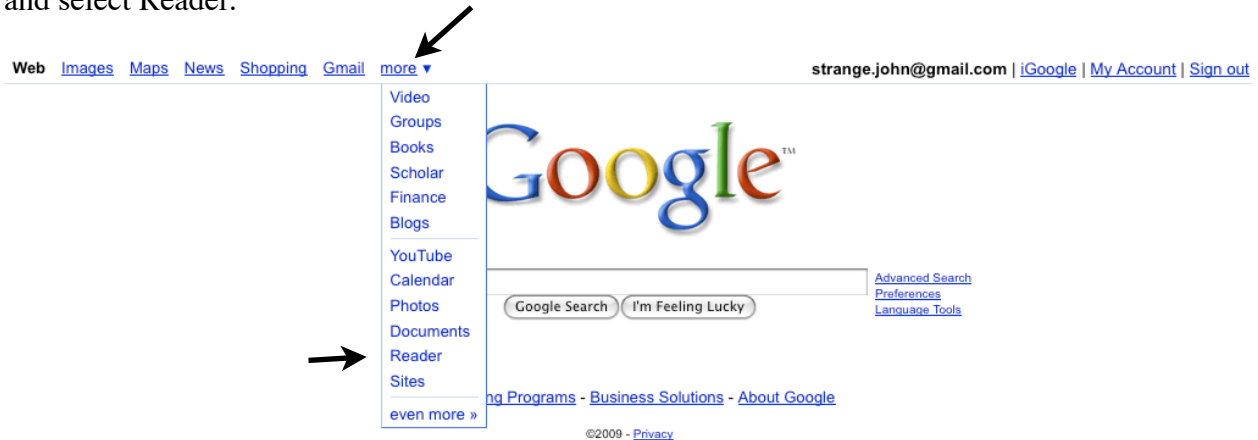 and select Reader.
Web Images Maps News Shopping Gmail more ▼ strange.john@gmail.com | iGoogle | My Account | Sign out
Video
Groups
Books
Scholar
Finance
Blogs
YouTube
Calendar
Photos
Documents
Reader
Sites
even more »
Google™
Advanced Search
Preferences
Language Tools
Google Search I'm Feeling Lucky
Programs - Business Solutions - About Google
©2009 - Privacy